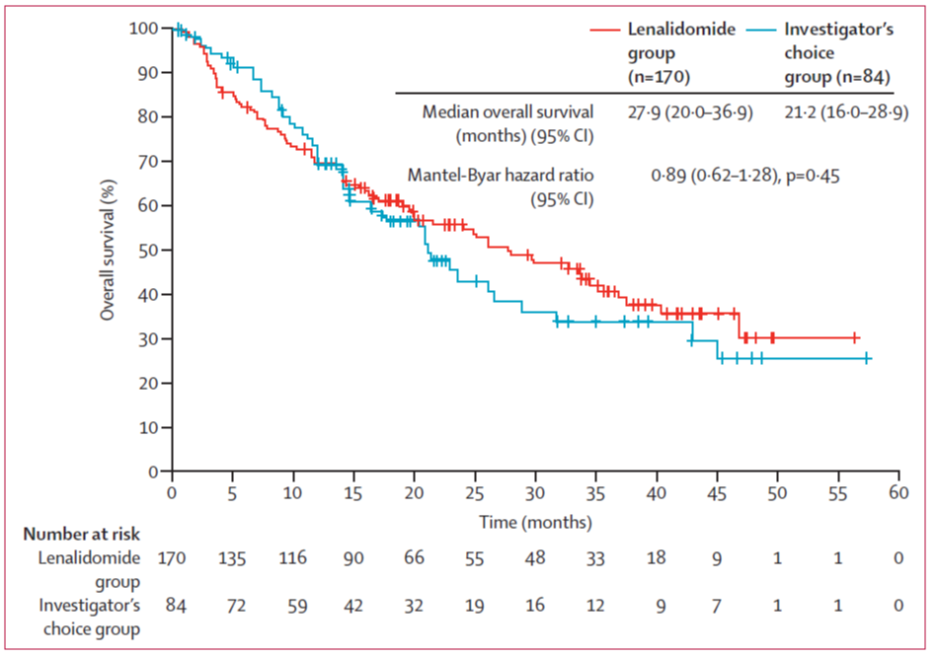 Lenalidomide group (n=170)
Investigator's choice group (n=84)
Median overall survival (months) (95% CI)
27·9 (20·0–36·9)
21·2 (16·0–28·9)
Mantel-Byar hazard ratio (95% CI)
0·89 (0·62–1·28), p=0·45
Overall survival (%)
100
90
80
70
60
50
40
30
20
10
0
0 5 10 15 20 25 30 35 40 45 50 55 60
Time (months)
Number at risk
Lenalidomide group 170 135 116 90 66 55 48 33 18 9 1 1 0
Investigator's choice group 84 72 59 42 32 19 16 12 9 7 1 1 0